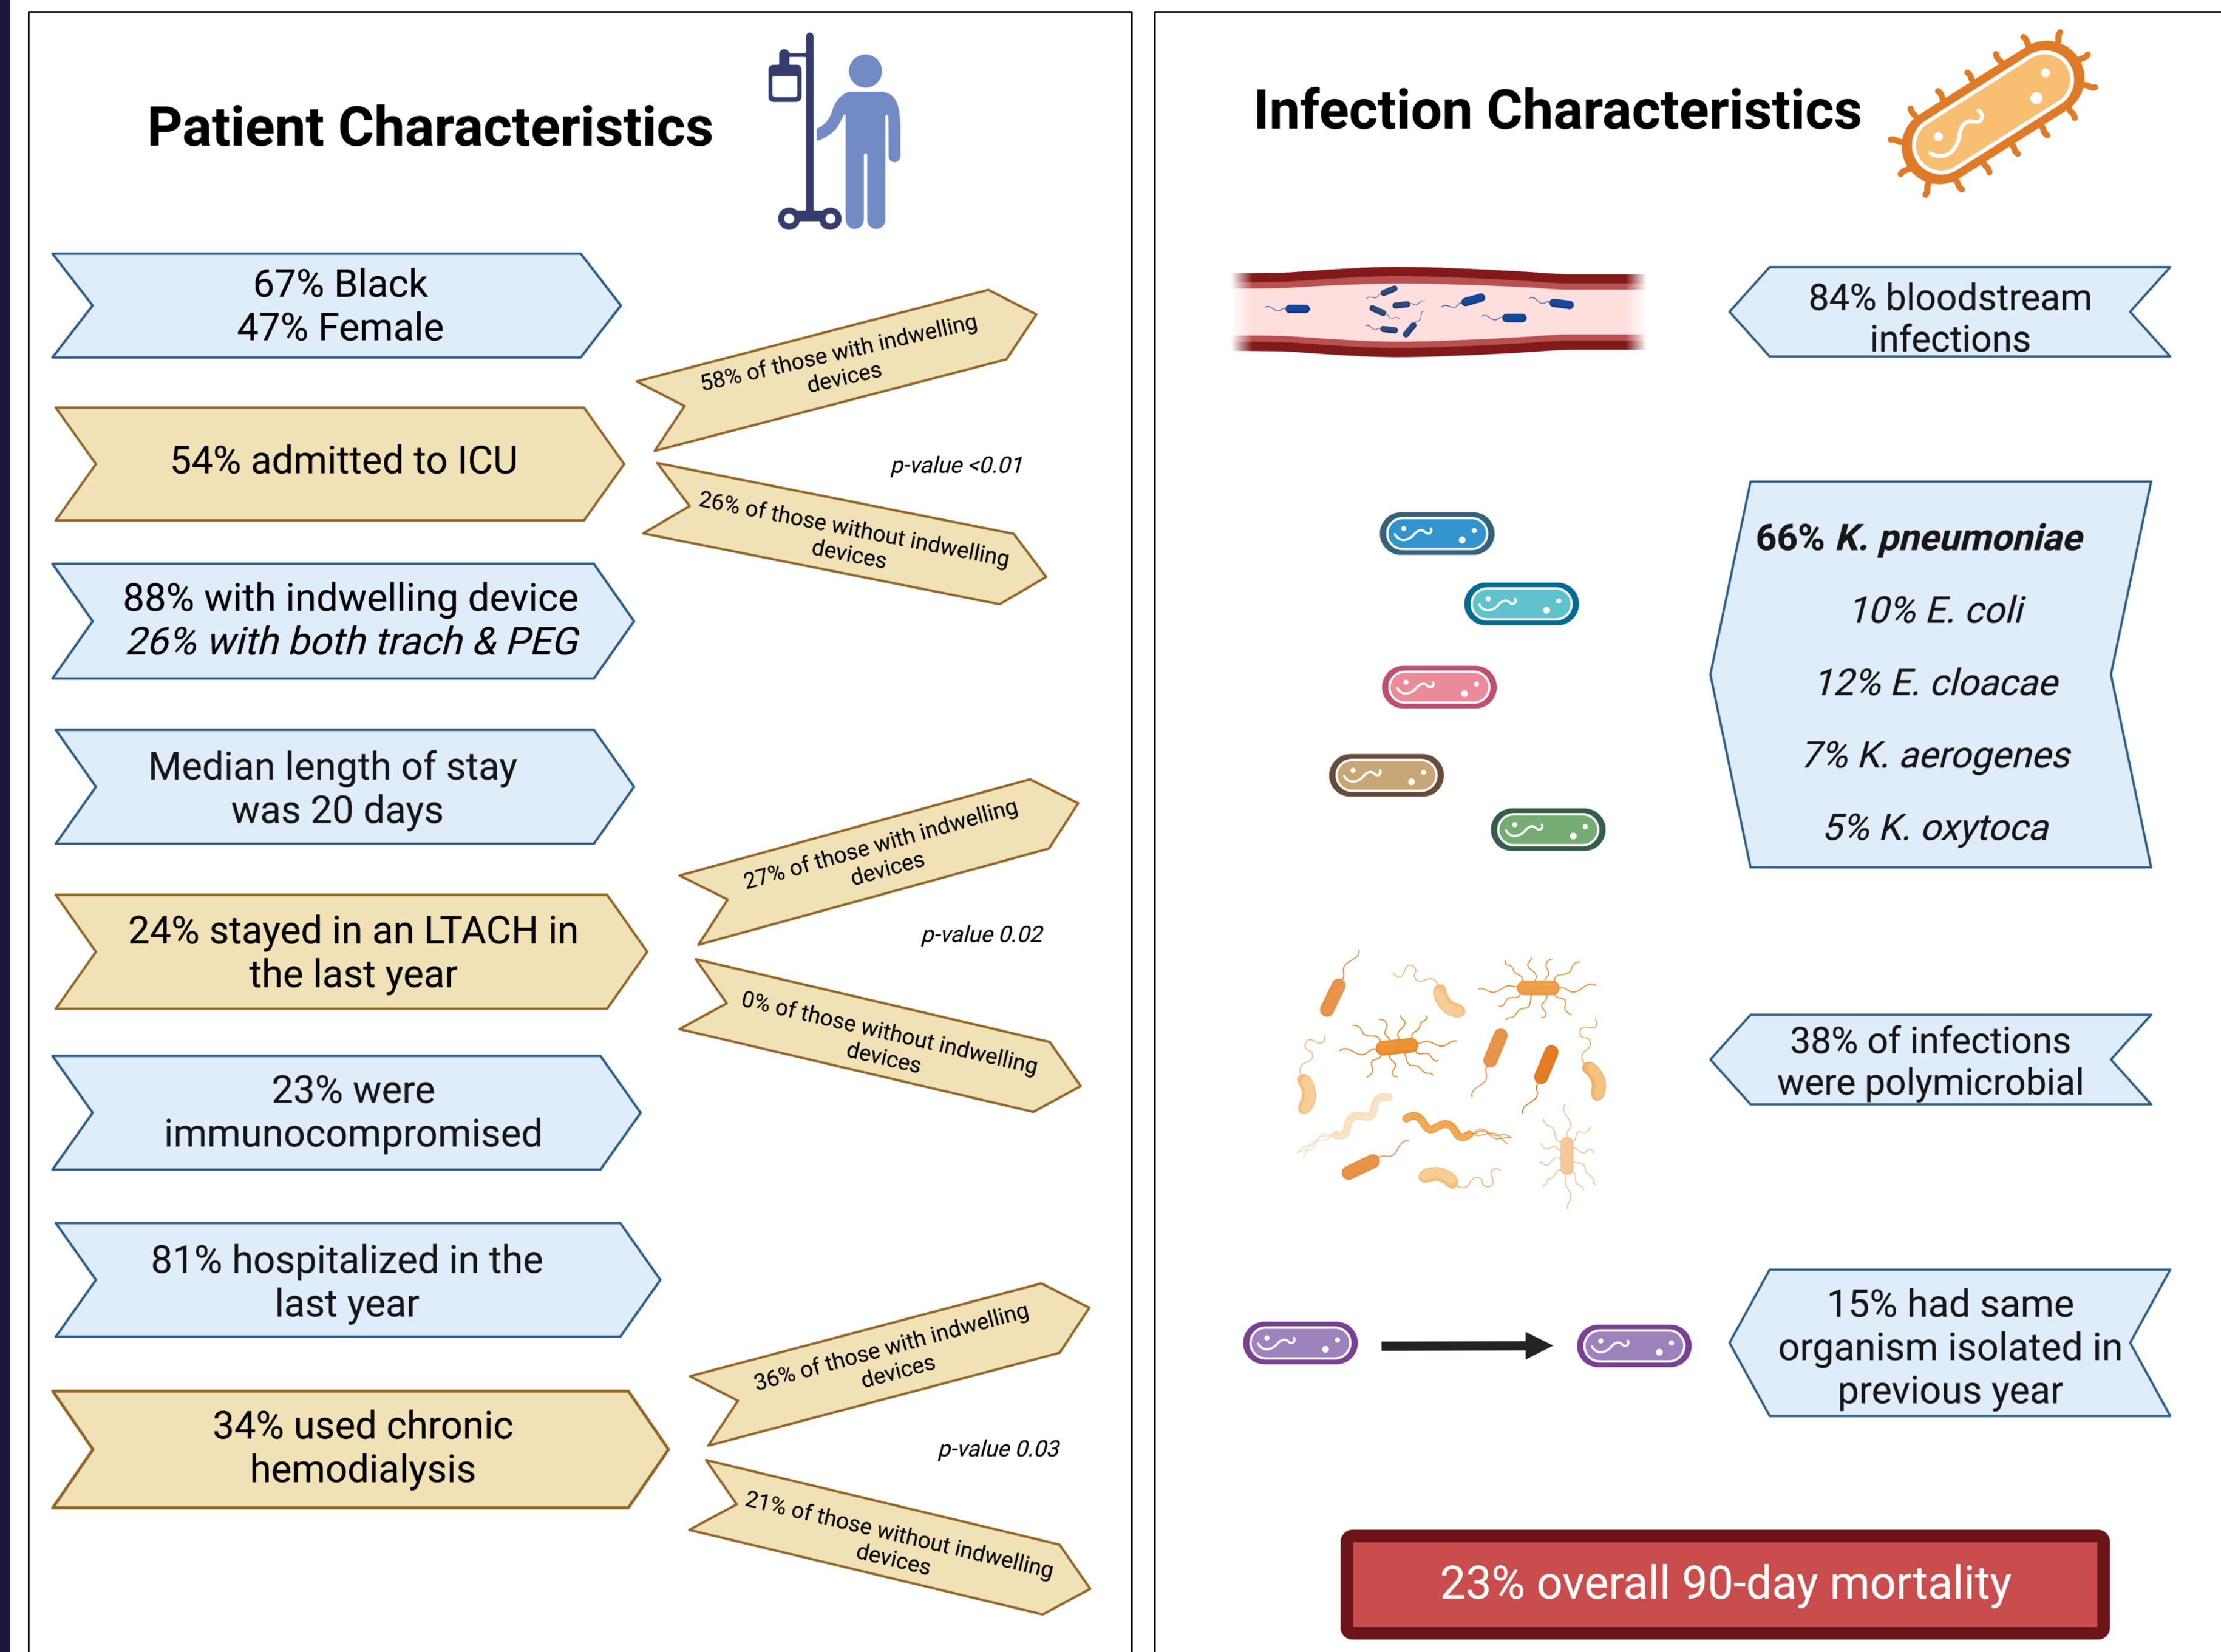 Patient Characteristics
67% Black
47% Female
58% of those with indwelling
devices
54% admitted to ICU
p-value <0.01
26% of those without indwelling
devices
88% with indwelling device
26% with both trach & PEG
Median length of stay
was 20 days
27% of those with indwelling
devices
24% stayed in an LTACH in
the last year
p-value 0.02
0% of those without indwelling
devices
23% were
immunocompromised
81% hospitalized in the
last year
36% of those with indwelling
devices
34% used chronic
hemodialysis
p-value 0.03
21% of those without indwelling
devices
Infection Characteristics
84% bloodstream
infections
66% K. pneumoniae
10% E. coli
12% E. cloacae
7% K. aerogenes
5% K. oxytoca
38% of infections
were polymicrobial
15% had same
organism isolated in
previous year
23% overall 90-day mortality